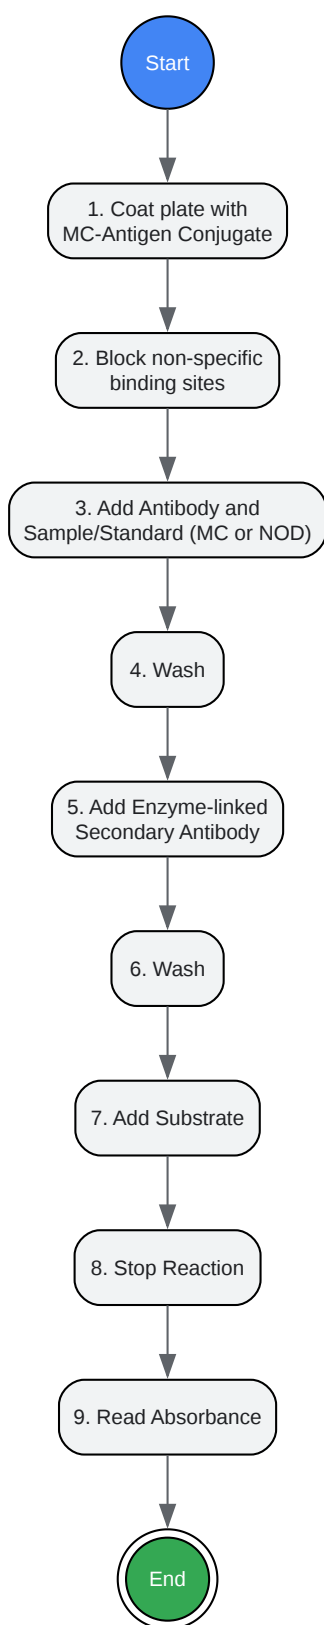 Start
1. Coat plate with
MC-Antigen Conjugate
2. Block non-specific
binding sites
3. Add Antibody and
Sample/Standard (MC or NOD)
4. Wash
5. Add Enzyme-linked
Secondary Antibody
6. Wash
7. Add Substrate
8. Stop Reaction
9. Read Absorbance
End